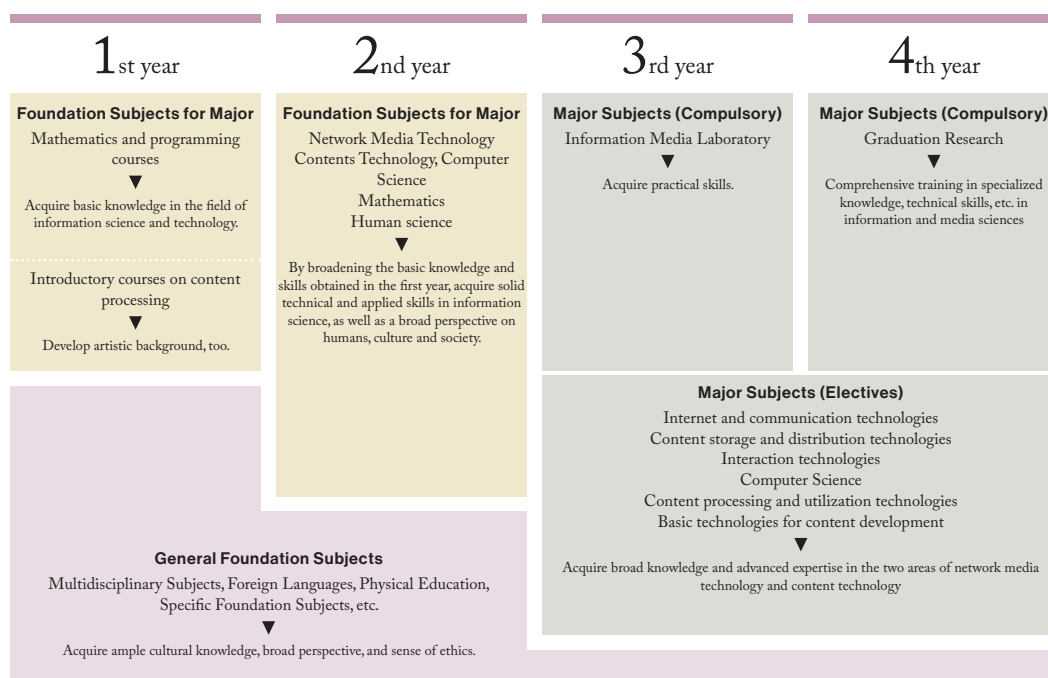 1st year
Foundation Subjects for Major
Mathematics and programming
courses
▼
Acquire basic knowledge in the field of
information science and technology.
Introductory courses on content
processing
▼
Develop artistic background, too.
2nd year
Foundation Subjects for Major
Network Media Technology
Contents Technology, Computer
Science
Mathematics
Human science
▼
By broadening the basic knowledge and
skills obtained in the first year, acquire solid
technical and applied skills in information
science, as well as a broad perspective on
humans, culture and society.
3rd year
Major Subjects (Compulsory)
Information Media Laboratory
▼
Acquire practical skills.
4th year
Major Subjects (Compulsory)
Graduation Research
▼
Comprehensive training in specialized
knowledge, technical skills, etc. in
information and media sciences
Major Subjects (Electives)
Internet and communication technologies
Content storage and distribution technologies
Interaction technologies
Computer Science
Content processing and utilization technologies
Basic technologies for content development
▼
Acquire broad knowledge and advanced expertise in the two areas of network media
technology and content technology
General Foundation Subjects
Multidisciplinary Subjects, Foreign Languages, Physical Education,
Specific Foundation Subjects, etc.
▼
Acquire ample cultural knowledge, broad perspective, and sense of ethics.